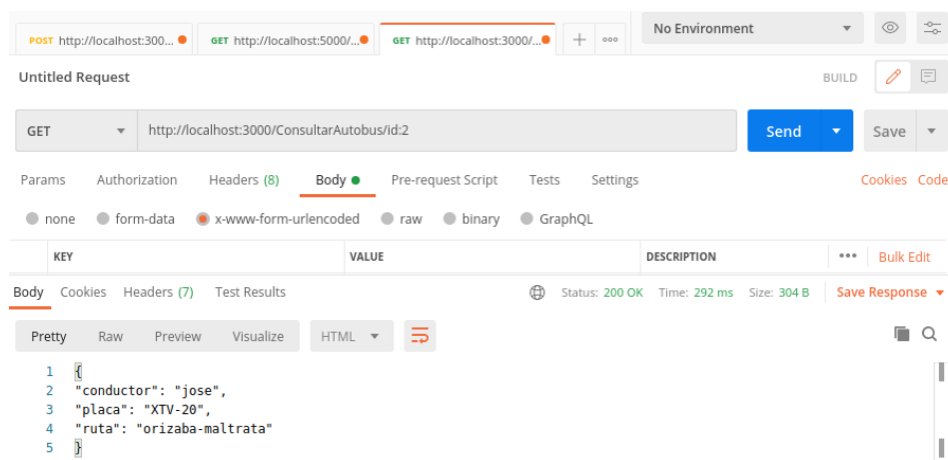 POST http://localhost:300...
GET http://localhost:5000/...
GET http://localhost:3000/...
No Environment
Untitled Request
BUILD
GET http://localhost:3000/ConsultarAutobus/id:2 Send Save
Params Authorization Headers (8) Body Pre-request Script Tests Settings Cookies Code
none form-data x-www-form-urlencoded raw binary GraphQL
KEY VALUE DESCRIPTION Bulk Edit
Body Cookies Headers (7) Test Results Status: 200 OK Time: 292 ms Size: 304 B Save Response
Pretty Raw Preview Visualize HTML
1 {
2 "conductor": "jose",
3 "placa": "XTV-20",
4 "ruta": "orizaba-maltrata"
5 }